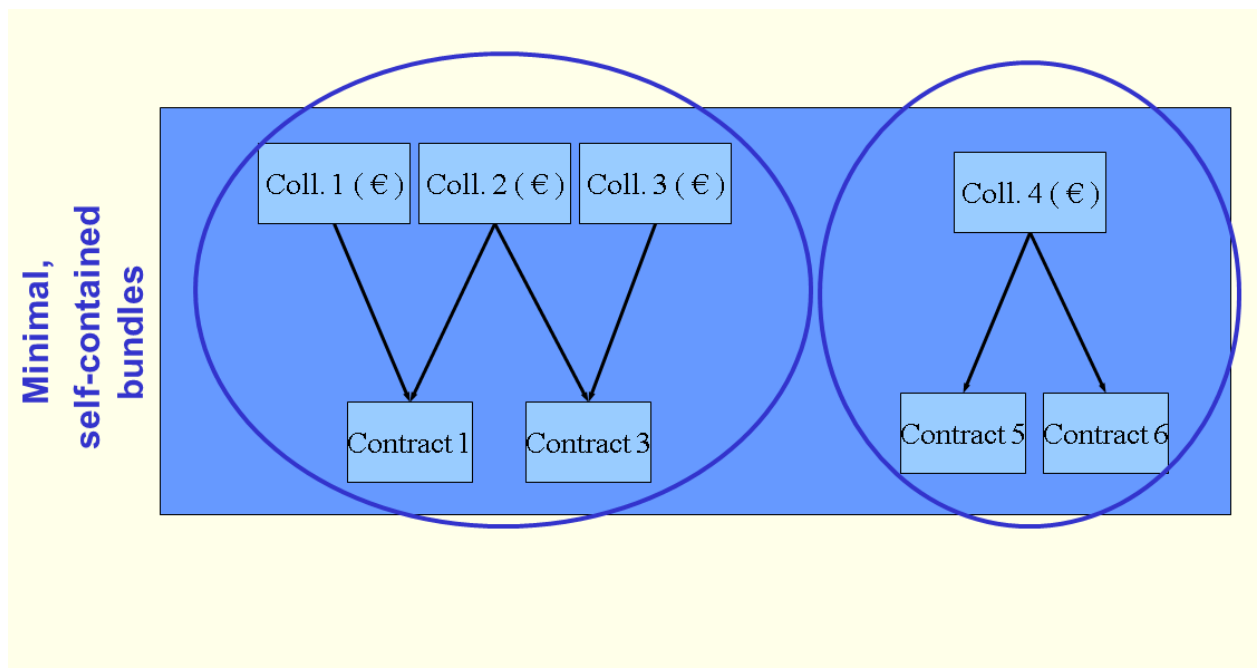 Minimal,
self-contained
bundles
Coll. 1 ( € )
Coll. 2 ( € )
Coll. 3 ( € )
Coll. 4 ( € )
Contract 1
Contract 3
Contract 5
Contract 6